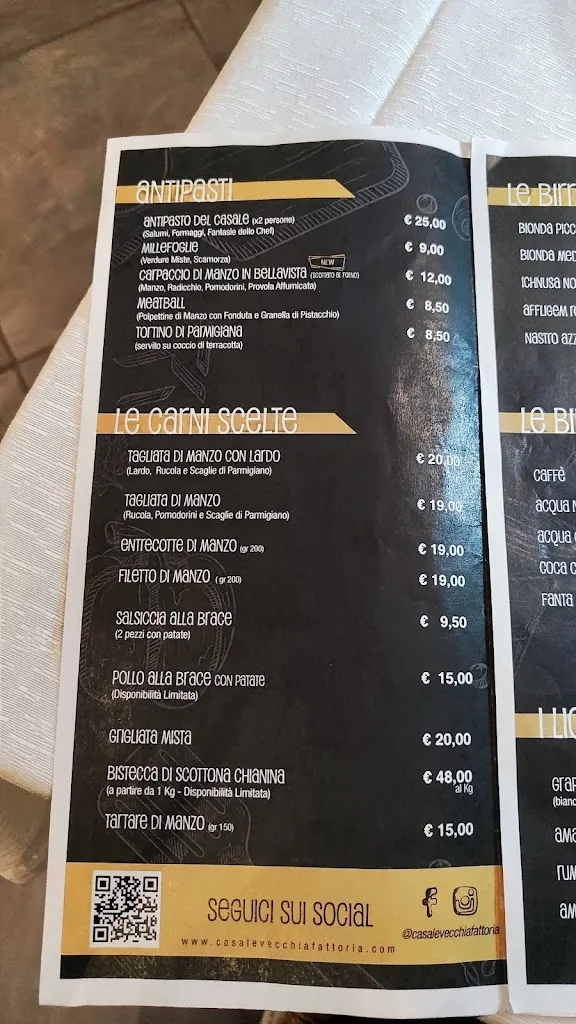 ANTIPASTI
ANTIPASTO DEL CASALE (x2 persone) € 25,00
(Salumi, Formaggi, Fantasie dello Chef)
MILLEFOGLIE € 9,00
(Verdure Miste, Scamorza)
NEW
CARPACCIO DI MANZO IN BELLAVISTA (SCOTTATO AL FORNO) € 12,00
(Manzo, Radicchio, Pomodorini, Provola Affumicata)
MEATBALL € 8,50
(Polpettine di Manzo con Fonduta e Granella di Pistacchio)
TORTINO DI PARMIGIANA € 8,50
(servito su coccio di terracotta)
LE CARNI SCELTE
TAGLIATA DI MANZO CON LARDO € 20,00
(Lardo, Rucola e Scaglie di Parmigiano)
TAGLIATA DI MANZO € 19,00
(Rucola, Pomodorini e Scaglie di Parmigiano)
ENTRECOTTE DI MANZO (gr 200) € 19,00
FILETTO DI MANZO (gr 200) € 19,00
SALSICCIA ALLA BRACE € 9,50
(2 pezzi con patate)
POLLO ALLA BRACE CON PATATE € 15,00
(Disponibilità Limitata)
GRIGLIATA MISTA € 20,00
BISTECCA DI SCOTTONA CHIANINA € 48,00
(a partire da 1 Kg - Disponibilità Limitata) al Kg
TARTARE DI MANZO (gr 150) € 15,00
SEGUICI SUI SOCIAL
www.casalevecchiafattoria.com
@casalevecchiafattoria
LE BIRR
BIONDA PICC
BIONDA MED
ICHNUSA NO
AFFLIGEM RO
NASTRO AZZ
LE BI
CAFFÈ
ACQUA N
ACQUA
COCA C
FANTA
I LIQ
GRAP
(bianc
AMA
RUM
AM